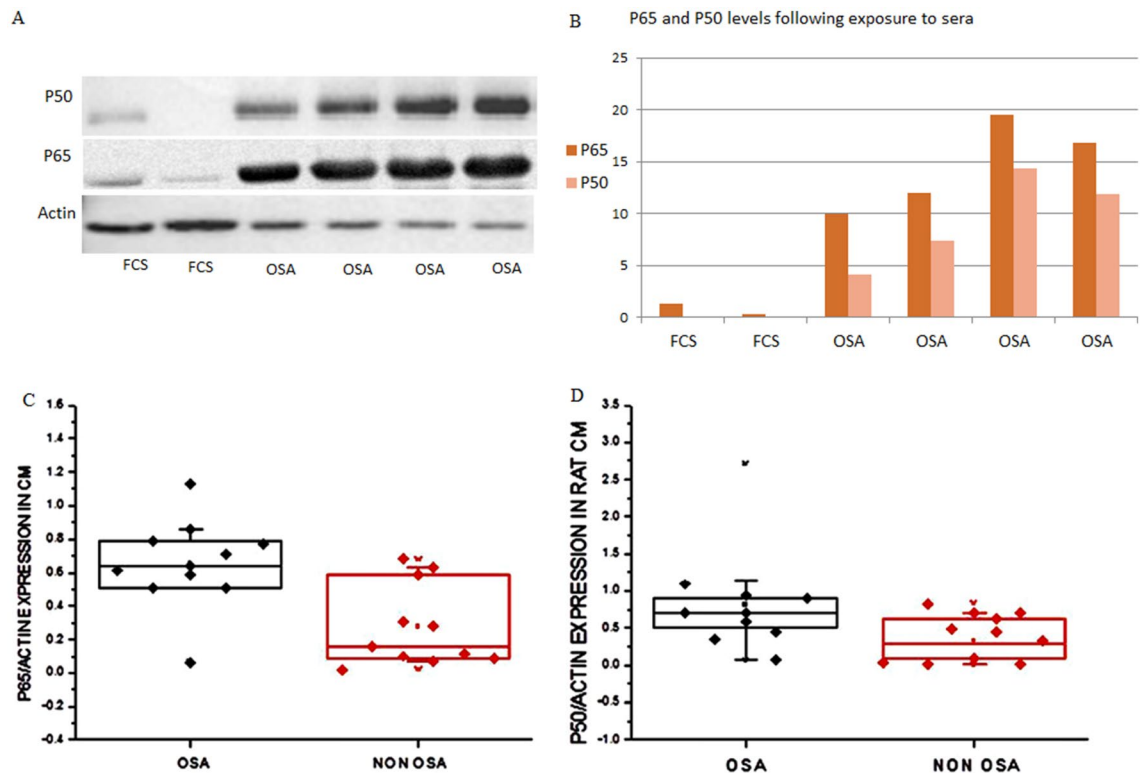 A
P50
P65
Actin
FCS FCS OSA OSA OSA OSA
B
P65 and P50 levels following exposure to sera
25
20
15
10
5
0
P65
P50
FCS FCS OSA OSA OSA OSA
C
P65/ACTIN EXPRESSION IN CM
1.6
1.4
1.2
1.0
0.8
0.6
0.4
0.2
0.0
-0.2
-0.4
OSA NON OSA
D
P50/ACTIN EXPRESSION IN RAT CM
3.5
3.0
2.5
2.0
1.5
1.0
0.5
0.0
-0.5
-1.0
OSA NON OSA